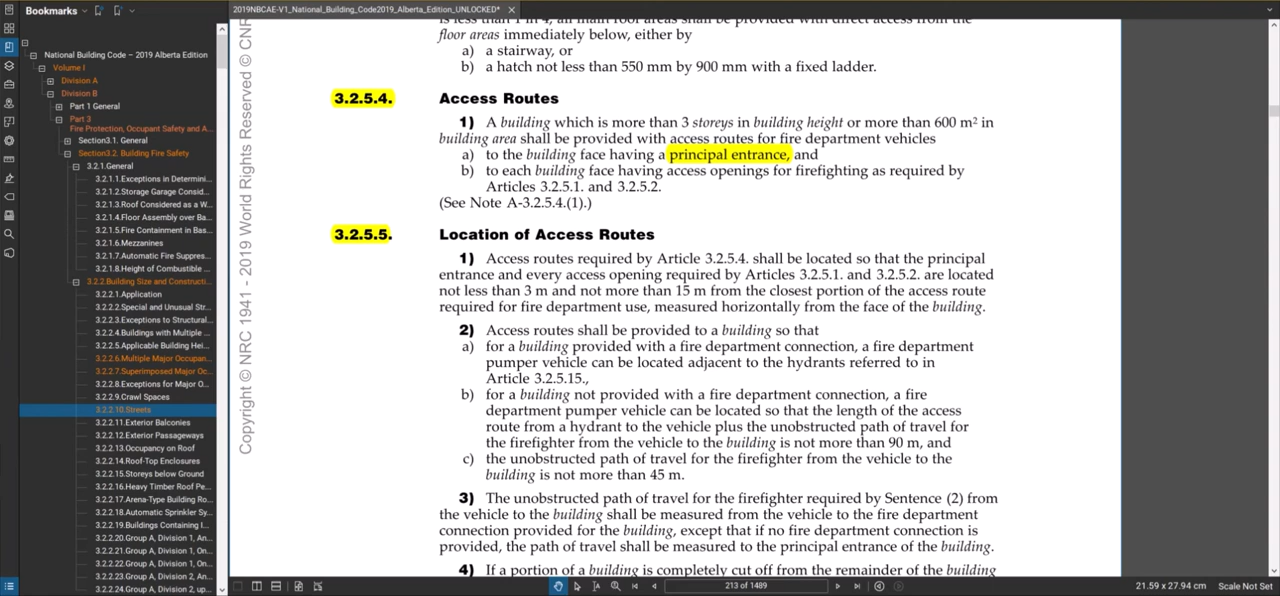 Bookmarks
2019NBCAE-V1_National_Building_Code2019_Alberta_Edition_UNLOCKED*
National Building Code – 2019 Alberta Edition
Volume I
Division A
Division B
Part 1 General
Part 3
Fire Protection, Occupant Safety and A...
Section3.1. General
Section3.2. Building Fire Safety
3.2.1.General
3.2.1.1.Exceptions in Determini...
3.2.1.2.Storage Garage Consid...
3.2.1.3.Roof Considered as a W...
3.2.1.4.Floor Assembly over Ba...
3.2.1.5.Fire Containment in Bas...
3.2.1.6.Mezzanines
3.2.1.7.Automatic Fire Suppres...
3.2.1.8.Height of Combustible ...
3.2.2.Building Size and Constructi...
3.2.2.1.Application
3.2.2.2.Special and Unusual Str...
3.2.2.3.Exceptions to Structural...
3.2.2.4.Buildings with Multiple ...
3.2.2.5.Applicable Building Hei...
3.2.2.6.Multiple Major Occupan...
3.2.2.7.Superimposed Major Oc...
3.2.2.8.Exceptions for Major O...
3.2.2.9.Crawl Spaces
3.2.2.10.Streets
3.2.2.11.Exterior Balconies
3.2.2.12.Exterior Passageways
3.2.2.13.Occupancy on Roof
3.2.2.14.Roof-Top Enclosures
3.2.2.15.Storeys below Ground
3.2.2.16.Heavy Timber Roof Pe...
3.2.2.17.Arena-Type Building Ro...
3.2.2.18.Automatic Sprinkler Sy...
3.2.2.19.Buildings Containing I...
3.2.2.20.Group A, Division 1, An...
3.2.2.21.Group A, Division 1, On...
3.2.2.22.Group A, Division 1, On...
3.2.2.23.Group A, Division 2, An...
3.2.2.24.Group A, Division 2, up...
Copyright © NRC 1941 - 2019 World Rights Reserved © CNR
is less than 1 in 4, all main roof areas shall be provided with direct access from the
floor areas immediately below, either by
a) a stairway, or
b) a hatch not less than 550 mm by 900 mm with a fixed ladder.
3.2.5.4. Access Routes
1) A building which is more than 3 storeys in building height or more than 600 m² in
building area shall be provided with access routes for fire department vehicles
a) to the building face having a principal entrance, and
b) to each building face having access openings for firefighting as required by
Articles 3.2.5.1. and 3.2.5.2.
(See Note A-3.2.5.4.(1).)
3.2.5.5. Location of Access Routes
1) Access routes required by Article 3.2.5.4. shall be located so that the principal
entrance and every access opening required by Articles 3.2.5.1. and 3.2.5.2. are located
not less than 3 m and not more than 15 m from the closest portion of the access route
required for fire department use, measured horizontally from the face of the building.
2) Access routes shall be provided to a building so that
a) for a building provided with a fire department connection, a fire department
pumper vehicle can be located adjacent to the hydrants referred to in
Article 3.2.5.15.,
b) for a building not provided with a fire department connection, a fire
department pumper vehicle can be located so that the length of the access
route from a hydrant to the vehicle plus the unobstructed path of travel for
the firefighter from the vehicle to the building is not more than 90 m, and
c) the unobstructed path of travel for the firefighter from the vehicle to the
building is not more than 45 m.
3) The unobstructed path of travel for the firefighter required by Sentence (2) from
the vehicle to the building shall be measured from the vehicle to the fire department
connection provided for the building, except that if no fire department connection is
provided, the path of travel shall be measured to the principal entrance of the building.
4) If a portion of a building is completely cut off from the remainder of the building
213 of 1489
21.59 x 27.94 cm
Scale Not Set